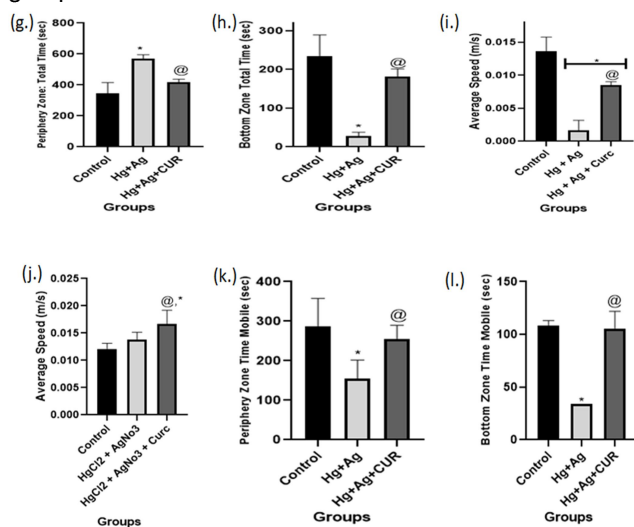 (g.)
Periphery Zone: Total Time (sec)
800
600
400
200
0
*
@
Control
Hg+Ag
Hg+Ag+CUR
Groups
(h.)
Bottom Zone Total Time (sec)
300
200
100
0
*
@
Control
Hg+Ag
Hg+Ag+CUR
Groups
(i.)
Average Speed (m/s)
0.015
0.010
0.005
0.000
*
@
Control
Hg + Ag
Hg + Ag + Curc
Groups
(j.)
Average Speed (m/s)
0.025
0.020
0.015
0.010
0.005
0.000
@,*
Control
HgCl2 + AgNo3
HgCl2 + AgNo3 + Curc
Groups
(k.)
Periphery Zone Time Mobile (sec)
400
300
200
100
0
*
@
Control
Hg+Ag
Hg+Ag+CUR
Groups
(l.)
Bottom Zone Time Mobile (sec)
150
100
50
0
*
@
Control
Hg+Ag
Hg+Ag+CUR
Groups